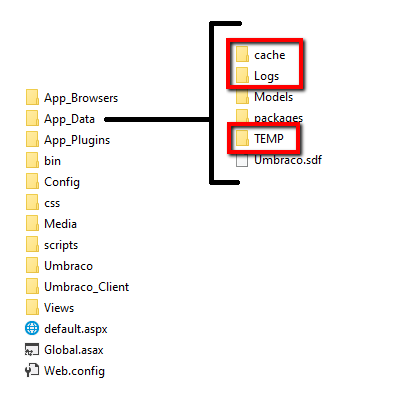 App_Browsers
App_Data
App_Plugins
bin
Config
css
Media
scripts
Umbraco
Umbraco_Client
Views
default.aspx
Global.asax
Web.config
cache
Logs
Models
packages
TEMP
Umbraco.sdf